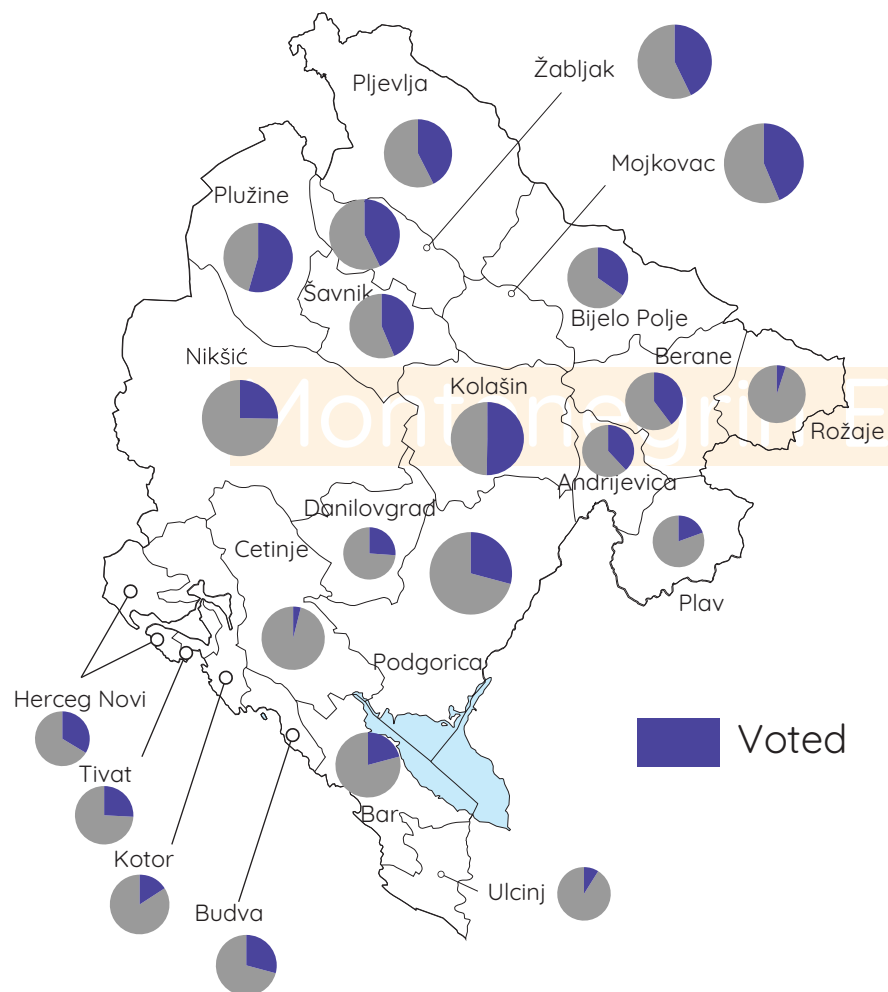 Žabljak
Pljevlja
Mojkovac
Plužine
Šavnik
Bijelo Polje
Nikšić
Berane
Kolašin
Montenegrin E
Rožaje
Andrijevica
Danilovgrad
Cetinje
Plav
Podgorica
Herceg Novi
Voted
Tivat
Bar
Kotor
Ulcinj
Budva